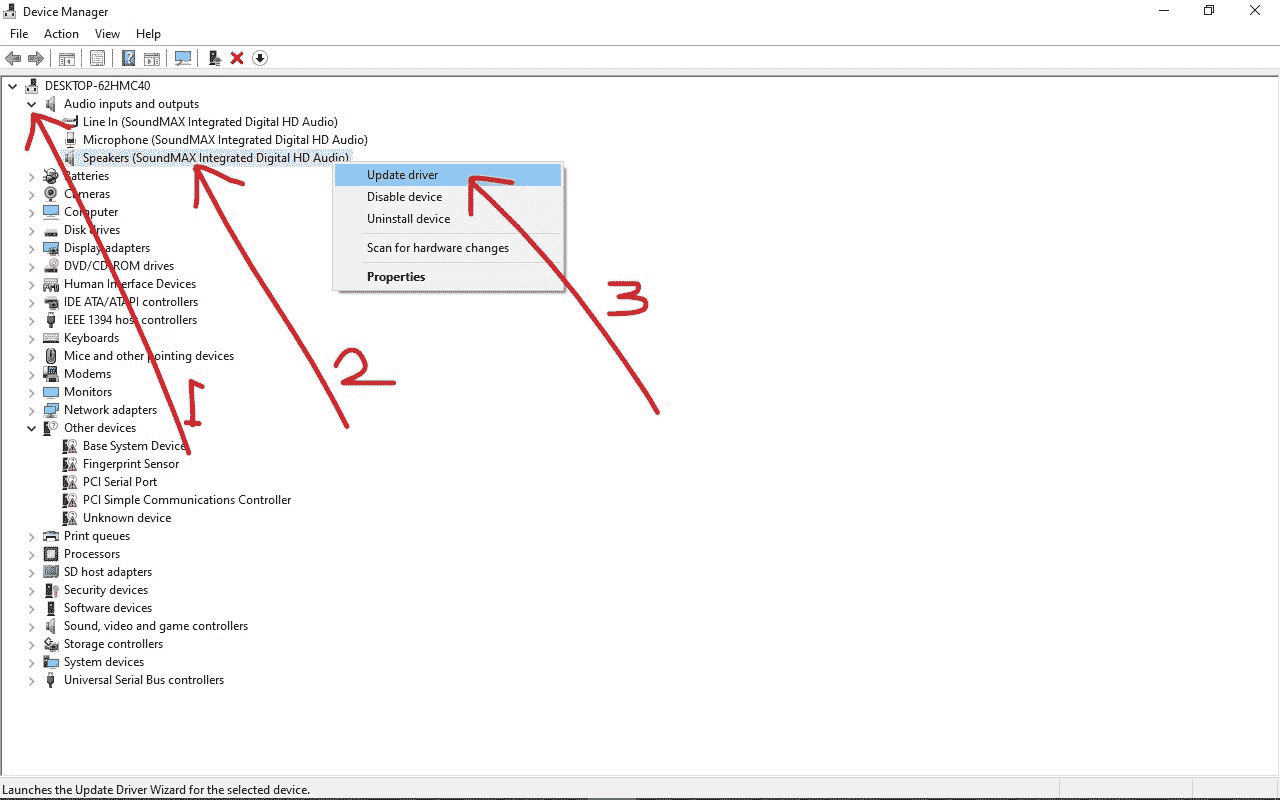 Device Manager
File Action View Help
DESKTOP-62HMC40
Audio inputs and outputs
Line In (SoundMAX Integrated Digital HD Audio)
Microphone (SoundMAX Integrated Digital HD Audio)
Speakers (SoundMAX Integrated Digital HD Audio)
Update driver
Disable device
Uninstall device
Scan for hardware changes
Properties
Batteries
Cameras
Computer
Disk drives
Display adapters
DVD/CD-ROM drives
Human Interface Devices
3
IDE ATA/ATAPI controllers
IEEE 1394 host controllers
Keyboards
Mice and other pointing devices
2
Modems
Monitors
1
Network adapters
Other devices
Base System Device
Fingerprint Sensor
PCI Serial Port
PCI Simple Communications Controller
Unknown device
Print queues
Processors
SD host adapters
Security devices
Software devices
Sound, video and game controllers
Storage controllers
System devices
Universal Serial Bus controllers
Launches the Update Driver Wizard for the selected device.